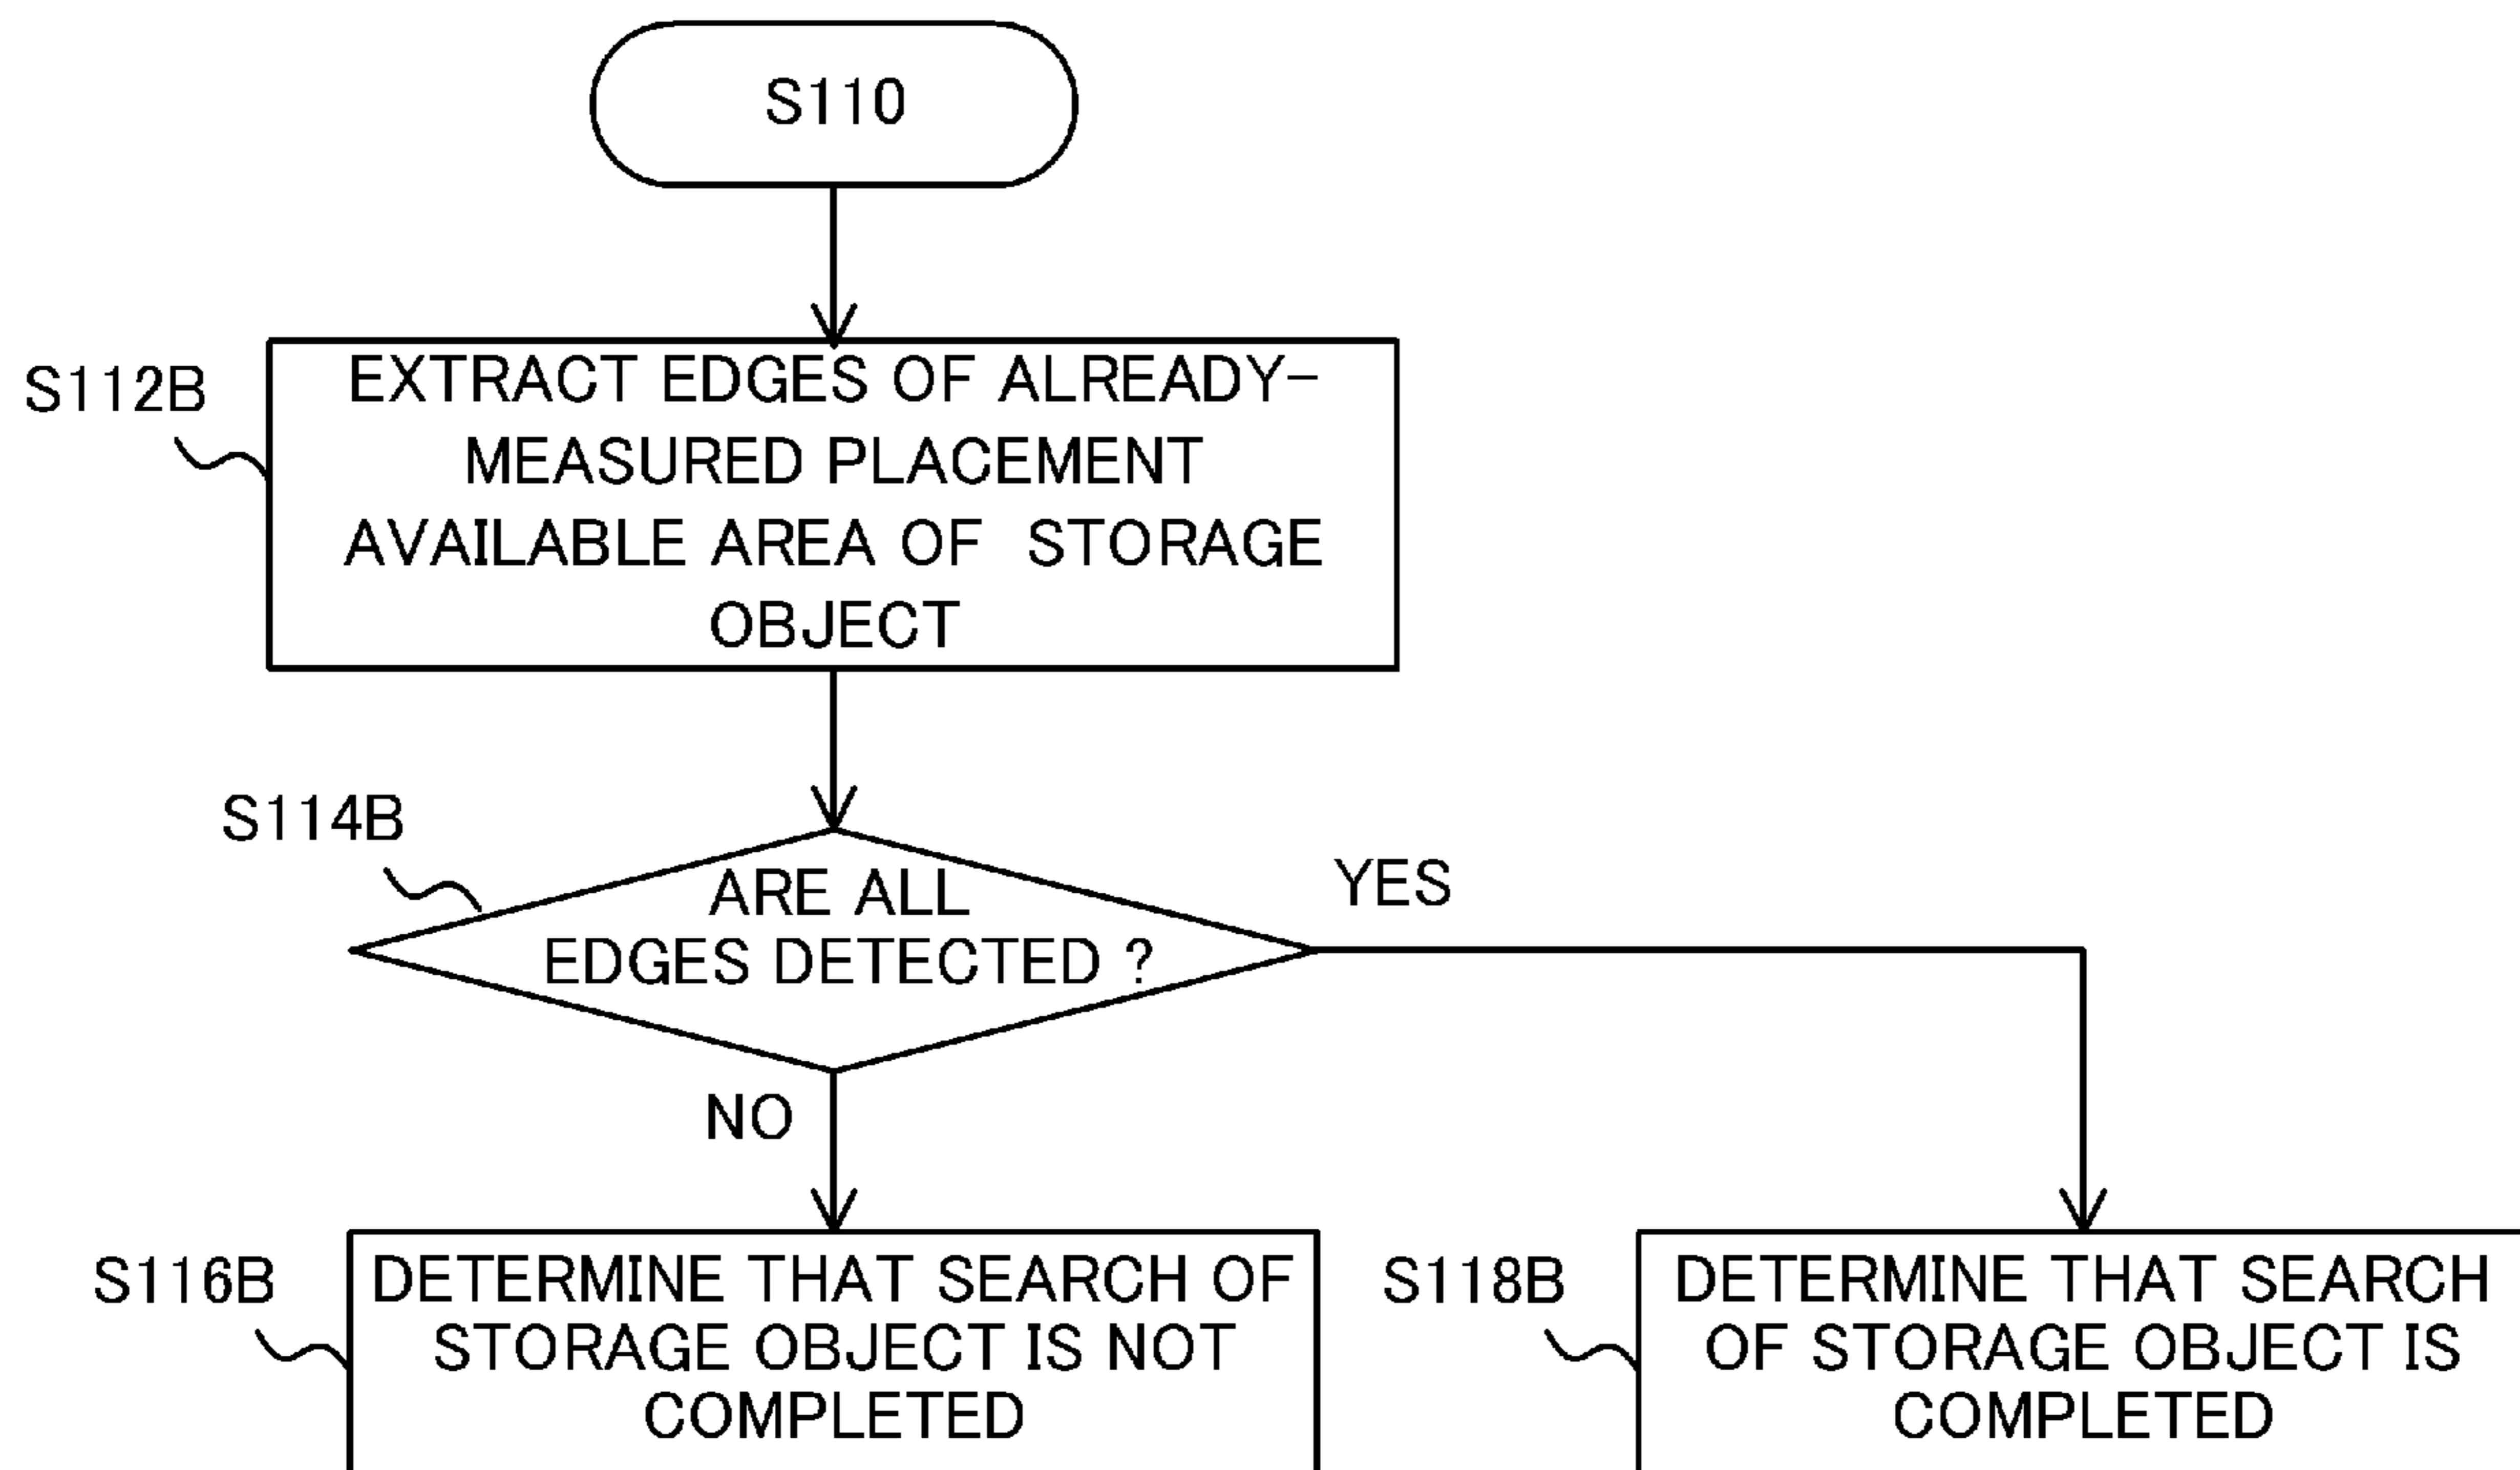 S110
S112B
EXTRACT EDGES OF ALREADY-
MEASURED PLACEMENT
AVAILABLE AREA OF STORAGE
OBJECT
S114B
ARE ALL
EDGES DETECTED ?
YES
NO
S116B
DETERMINE THAT SEARCH OF
STORAGE OBJECT IS NOT
COMPLETED
S118B
DETERMINE THAT SEARCH
OF STORAGE OBJECT IS
COMPLETED